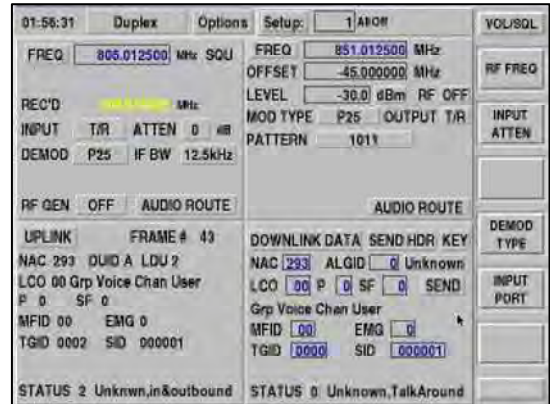 01:56:31 Duplex Options Setup: 1 VOL/SQL
FREQ 806.012500 MHz SQU
REC'D MHz
INPUT T/R ATTEN 0 dB
DEMOD P25 IF BW 12.5kHz
RF GEN OFF AUDIO ROUTE
FREQ 851.012500 MHz
OFFSET -45.000000 MHz
LEVEL -30.0 dBm RF OFF
MOD TYPE P25 OUTPUT T/R
PATTERN 1011
AUDIO ROUTE
UPLINK FRAME # 43
NAC 293 DUID A LDU 2
LCO 00 Grp Voice Chan User
P 0 SF 0
MFID 00 EMG 0
TGID 0002 SID 000001
STATUS 2 Unknwn,in&outbound
DOWNLINK DATA SEND HDR KEY
NAC 293 ALGID 0 Unknown
LCO 00 P 0 SF 0 SEND
Grp Voice Chan User
MFID 00 EMG 0
TGID 0000 SID 000001
STATUS 0 Unknown,TalkAround
RF FREQ
INPUT
ATTEN
DEMOD
TYPE
INPUT
PORT